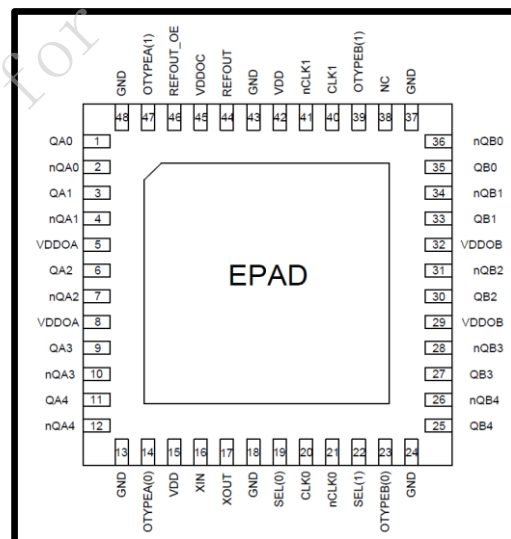 for
GND OTYPEA(1) REFOUT_OE VDDOC REFOUT GND VDD nCLK1 CLK1 OTYPEB(1) NC GND
48 47 46 45 44 43 42 41 40 39 38 37
QA0 1 36 nQB0
nQA0 2 35 QB0
QA1 3 34 nQB1
nQA1 4 33 QB1
VDDOA 5 32 VDDOB
QA2 6 31 nQB2
EPAD
nQA2 7 30 QB2
VDDOA 8 29 VDDOB
QA3 9 28 nQB3
nQA3 10 27 QB3
QA4 11 26 nQB4
nQA4 12 25 QB4
13 14 15 16 17 18 19 20 21 22 23 24
GND OTYPEA(0) VDD XIN XOUT GND SEL(0) CLK0 nCLK0 SEL(1) OTYPEB(0) GND